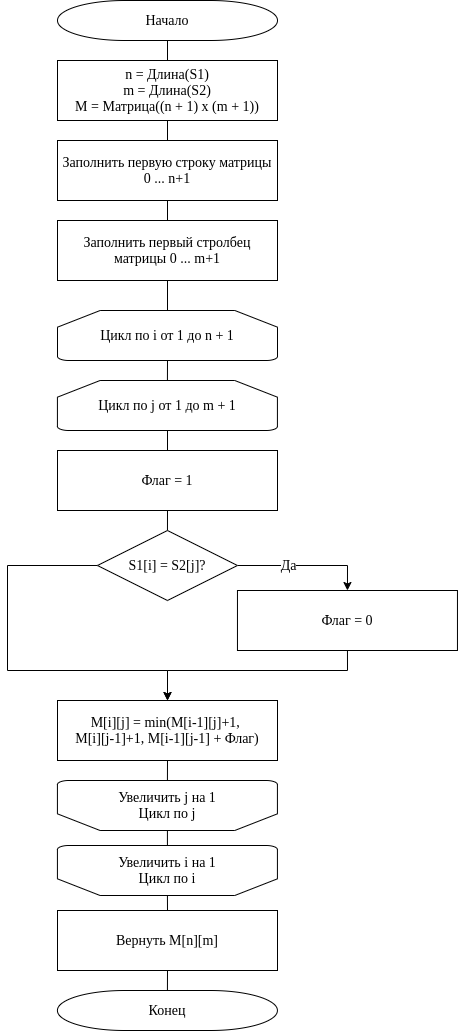 Начало
n = Длина(S1)
m = Длина(S2)
M = Матрица((n + 1) x (m + 1))
Заполнить первую строку матрицы
0 ... n+1
Заполнить первый стролбец
матрицы 0 ... m+1
Цикл по i от 1 до n + 1
Цикл по j от 1 до m + 1
Флаг = 1
S1[i] = S2[j]?
Да
Флаг = 0
M[i][j] = min(M[i-1][j]+1,
M[i][j-1]+1, M[i-1][j-1] + Флаг)
Увеличить j на 1
Цикл по j
Увеличить i на 1
Цикл по i
Вернуть M[n][m]
Конец